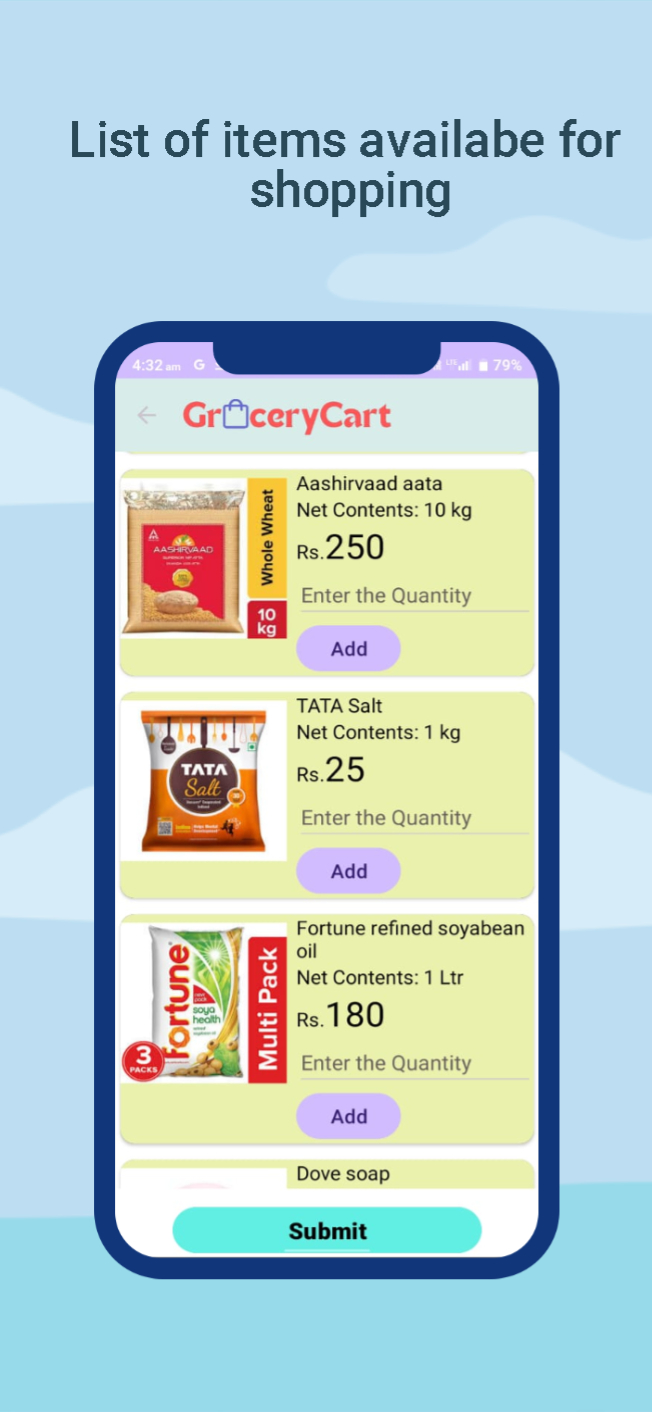 List of items availabe for
shopping
4:32 am G
LTE 79%
Gr ceryCart
AASHIRVAAD
Whole Wheat
10
kg
Aashirvaad aata
Net Contents: 10 kg
Rs.250
Enter the Quantity
Add
TATA
Salt
TATA Salt
Net Contents: 1 kg
Rs.25
Enter the Quantity
Add
fortune
soya
health
3
PACKS
Multi Pack
Fortune refined soyabean
oil
Net Contents: 1 Ltr
Rs.180
Enter the Quantity
Add
Dove soap
Submit